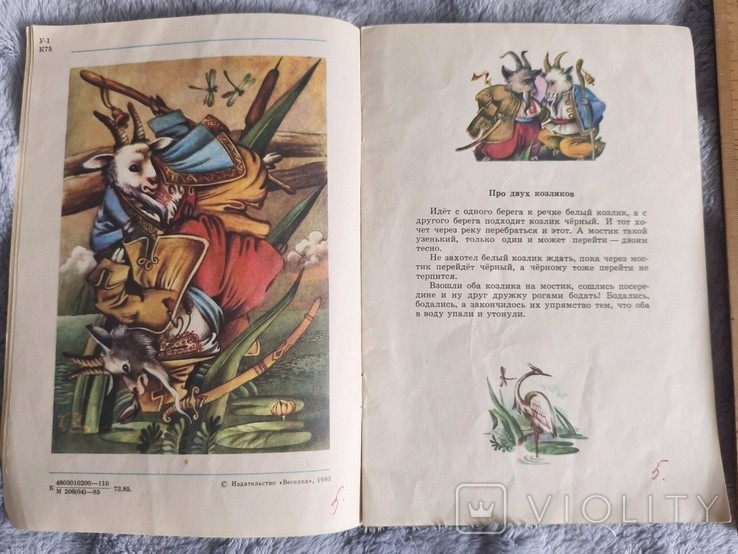 У-1
К75
К 4803010200—110 73.85.
М 206(04)—85
© Издательство «Веселка», 1985
5.
Про двух козликов
Идёт с одного берега к речке белый козлик, а с
другого берега подходит козлик чёрный. И тот хо-
чет через реку перебраться и этот. А мостик такой
узенький, только один и может перейти — двоим
тесно.
Не захотел белый козлик ждать, пока через мос-
тик перейдёт чёрный, а чёрному тоже перейти не
терпится.
Взошли оба козлика на мостик, сошлись посере-
дине и ну друг дружку рогами бодать! Бодались,
бодались, а закончилось их упрямство тем, что оба
в воду упали и утонули.
5.
VIOLITY